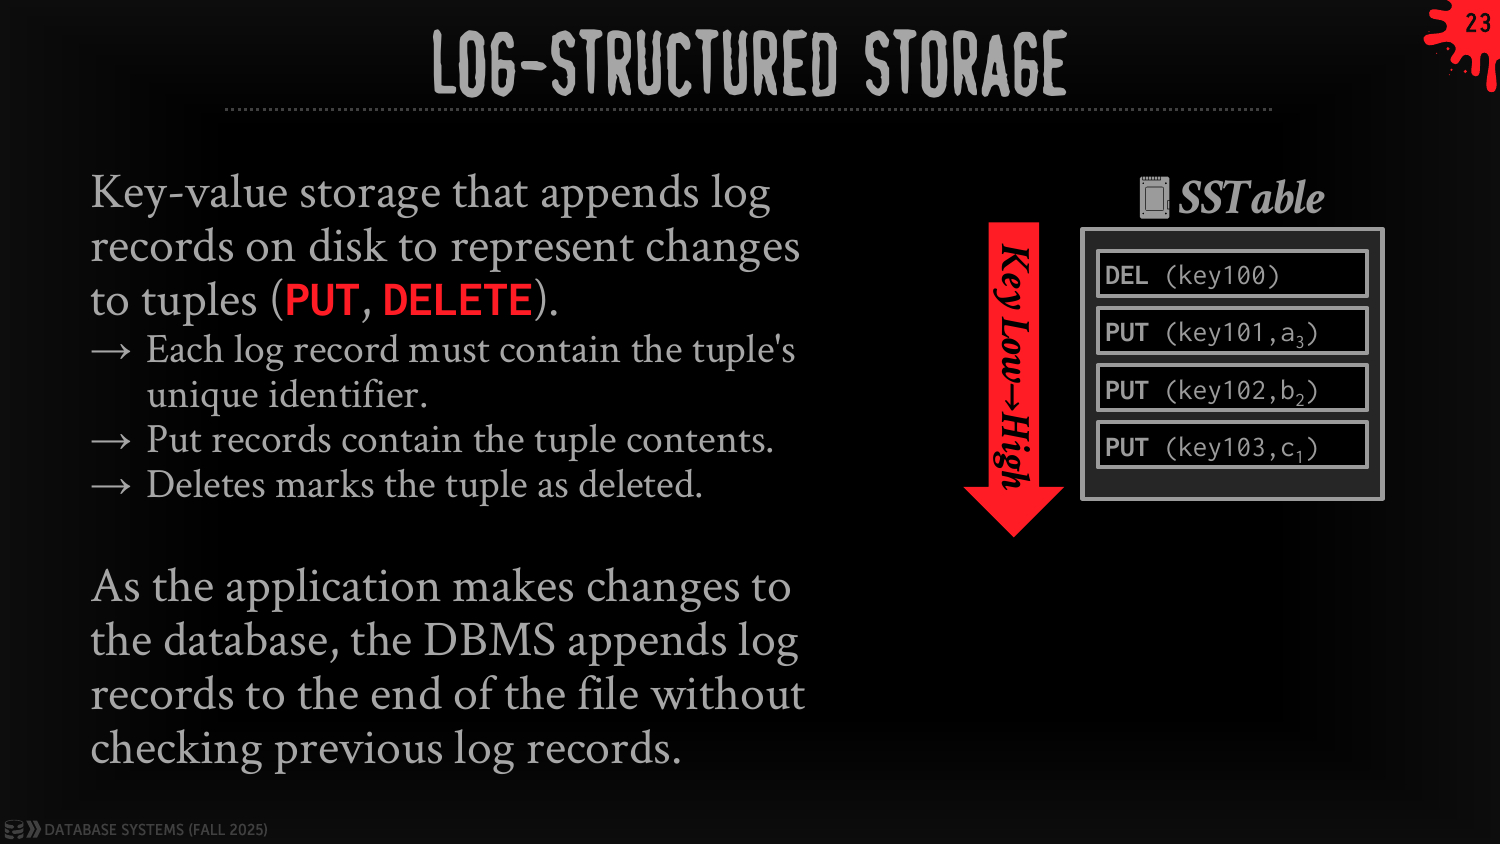 23
LOG-STRUCTURED STORAGE
Key-value storage that appends log
records on disk to represent changes
to tuples (PUT, DELETE).
→ Each log record must contain the tuple's
unique identifier.
→ Put records contain the tuple contents.
→ Deletes marks the tuple as deleted.
As the application makes changes to
the database, the DBMS appends log
records to the end of the file without
checking previous log records.
SSTable
Key Low→High
DEL (key100)
PUT (key101,a₃)
PUT (key102,b₂)
PUT (key103,c₁)
DATABASE SYSTEMS (FALL 2025)